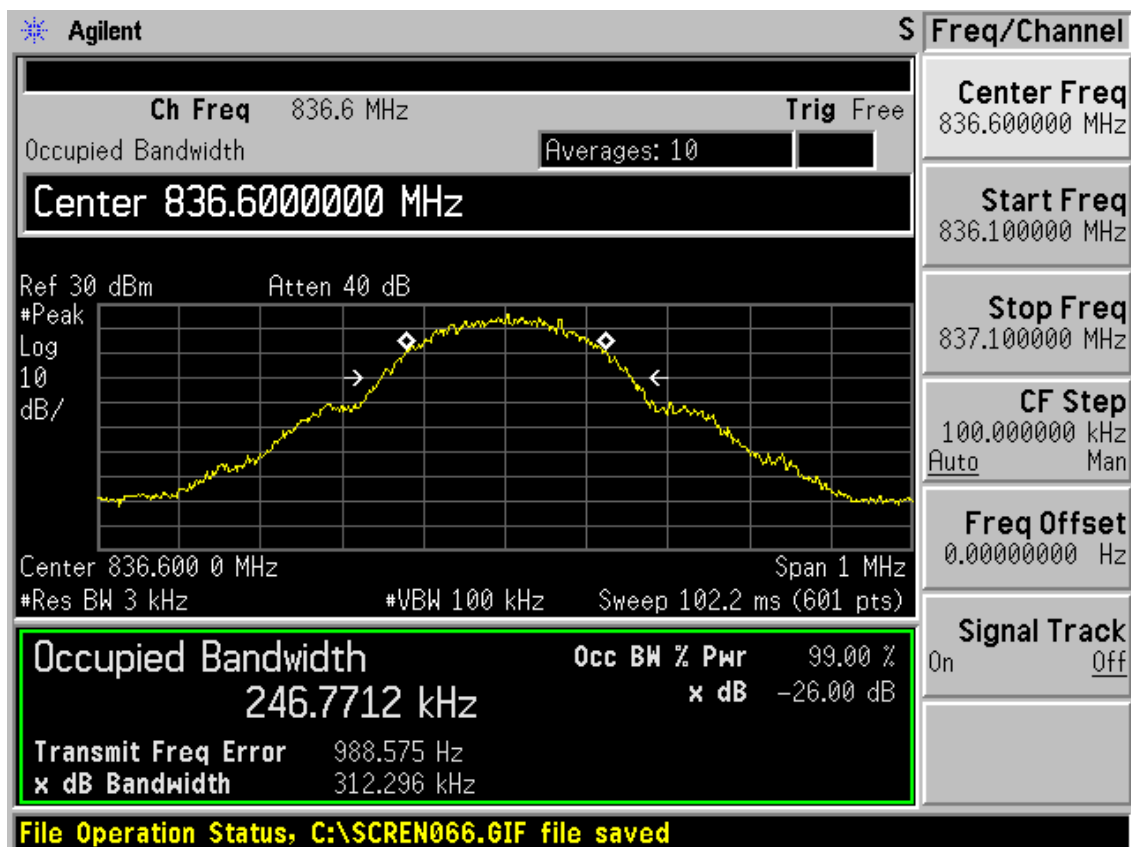 Agilent S Freq/Channel
Ch Freq 836.6 MHz Trig Free
Occupied Bandwidth Averages: 10
Center 836.6000000 MHz
Ref 30 dBm Atten 40 dB
#Peak
Log
10
dB/
Center 836.600 0 MHz Span 1 MHz
#Res BW 3 kHz #VBW 100 kHz Sweep 102.2 ms (601 pts)
Occupied Bandwidth Occ BW % Pwr 99.00 %
246.7712 kHz x dB -26.00 dB
Transmit Freq Error 988.575 Hz
x dB Bandwidth 312.296 kHz
File Operation Status, C:\SCREN066.GIF file saved
Center Freq
836.600000 MHz
Start Freq
836.100000 MHz
Stop Freq
837.100000 MHz
CF Step
100.000000 kHz
Auto Man
Freq Offset
0.00000000 Hz
Signal Track
On Off